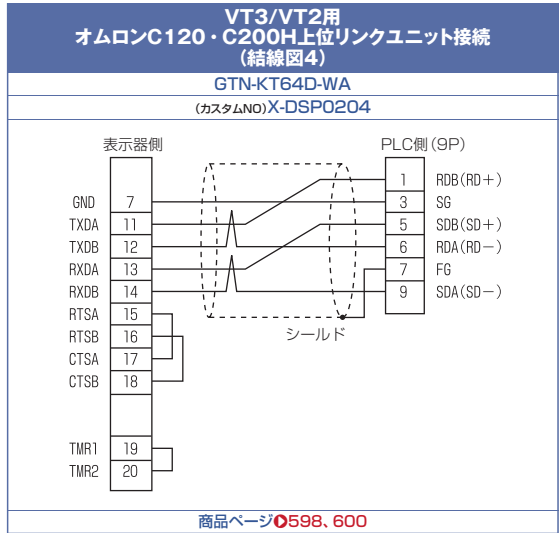 VT3/VT2用
オムロンC120・C200H上位リンクユニット接続
(結線図4)
GTN-KT64D-WA
(カスタムNO)X-DSP0204
表示器側
PLC側(9P)
GND 7
TXDA 11
TXDB 12
RXDA 13
RXDB 14
RTSA 15
RTSB 16
CTSA 17
CTSB 18
TMR1 19
TMR2 20
1 RDB(RD+)
3 SG
5 SDB(SD+)
6 RDA(RD−)
7 FG
9 SDA(SD−)
シールド
商品ページ 598、600